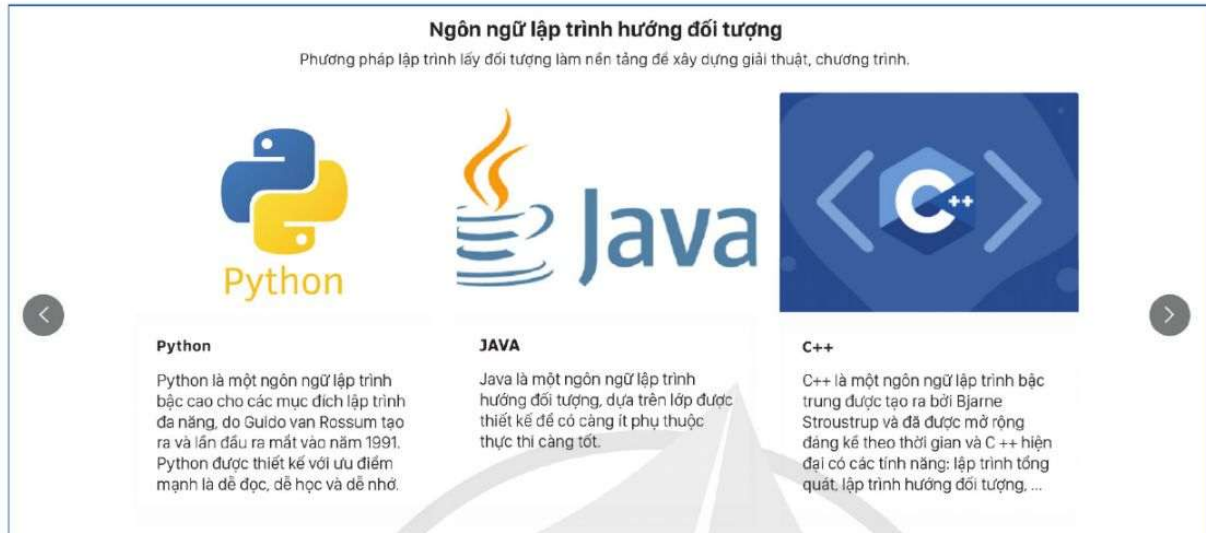 Ngôn ngữ lập trình hướng đối tượng
Phương pháp lập trình lấy đối tượng làm nền tảng để xây dựng giải thuật, chương trình.
Python
Java
C++
Python
Python là một ngôn ngữ lập trình
bậc cao cho các mục đích lập trình
đa năng, do Guido van Rossum tạo
ra và lần đầu ra mắt vào năm 1991.
Python được thiết kế với ưu điểm
mạnh là dễ đọc, dễ học và dễ nhớ.
JAVA
Java là một ngôn ngữ lập trình
hướng đối tượng, dựa trên lớp được
thiết kế để có càng ít phụ thuộc
thực thi càng tốt.
C++
C++ là một ngôn ngữ lập trình bậc
trung được tạo ra bởi Bjarne
Stroustrup và đã được mở rộng
đáng kể theo thời gian và C ++ hiện
đại có các tính năng: lập trình tổng
quát, lập trình hướng đối tượng, ...